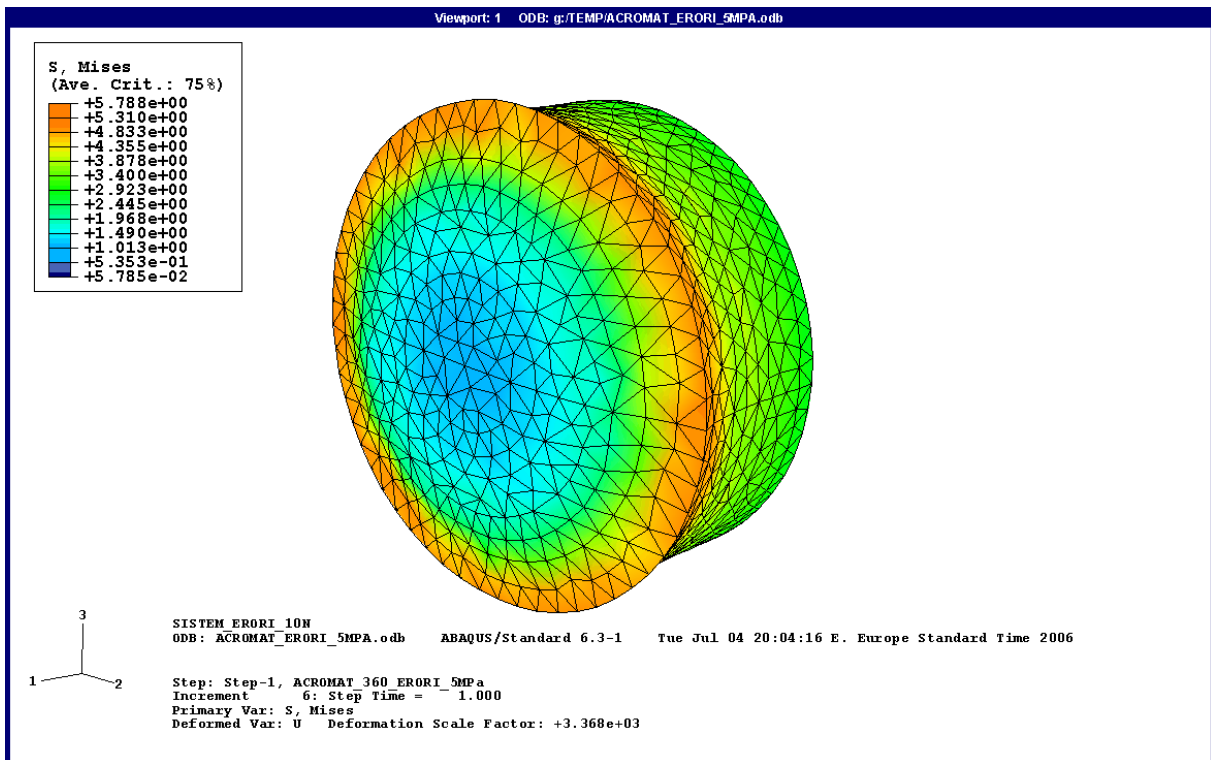 Viewport: 1 ODB: g:/TEMP/ACROMAT_ERORI_5MPA.odb
S, Mises
(Ave. Crit.: 75%)
+5.788e+00
+5.310e+00
+4.833e+00
+4.355e+00
+3.878e+00
+3.400e+00
+2.923e+00
+2.445e+00
+1.968e+00
+1.490e+00
+1.013e+00
+5.353e-01
+5.785e-02
3
1
2
SISTEM_ERORI_10N
ODB: ACROMAT_ERORI_5MPA.odb ABAQUS/Standard 6.3-1 Tue Jul 04 20:04:16 E. Europe Standard Time 2006
Step: Step-1, ACROMAT_360_ERORI_5MPa
Increment 6: Step Time = 1.000
Primary Var: S, Mises
Deformed Var: U Deformation Scale Factor: +3.368e+03